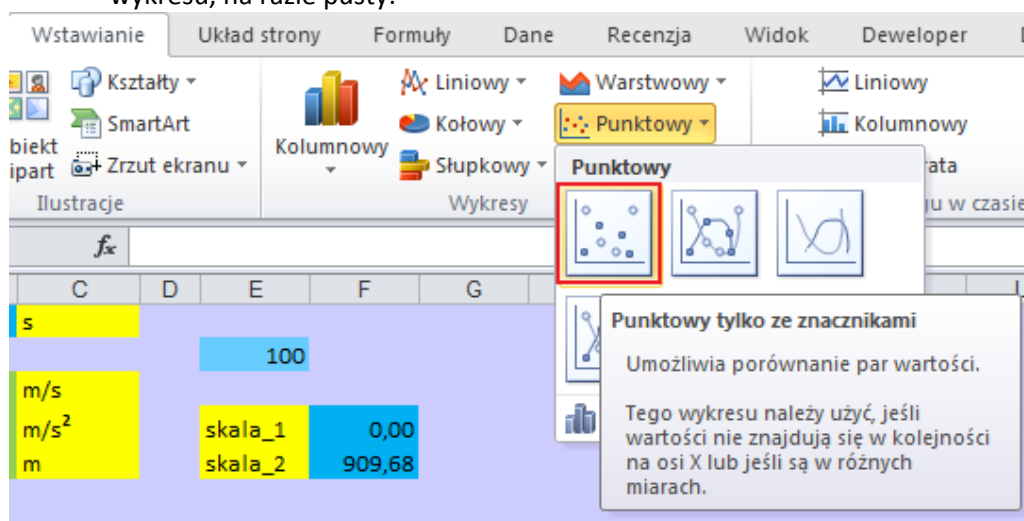 wykresu, na razie pusty.
Wstawianie Układ strony Formuły Dane Recenzja Widok Deweloper
Kształty Liniowy Warstwowy Liniowy
SmartArt Kołowy Punktowy Kolumnowy
biekt Kolumnowy
ipart Zrzut ekranu Słupkowy Punktowy rata
Ilustracje Wykresy gu w czasie
fx
C D E F G
s
100
m/s
m/s² skala_1 0,00
m skala_2 909,68
Punktowy tylko ze znacznikami
Umożliwia porównanie par wartości.
Tego wykresu należy użyć, jeśli
wartości nie znajdują się w kolejności
na osi X lub jeśli są w różnych
miarach.